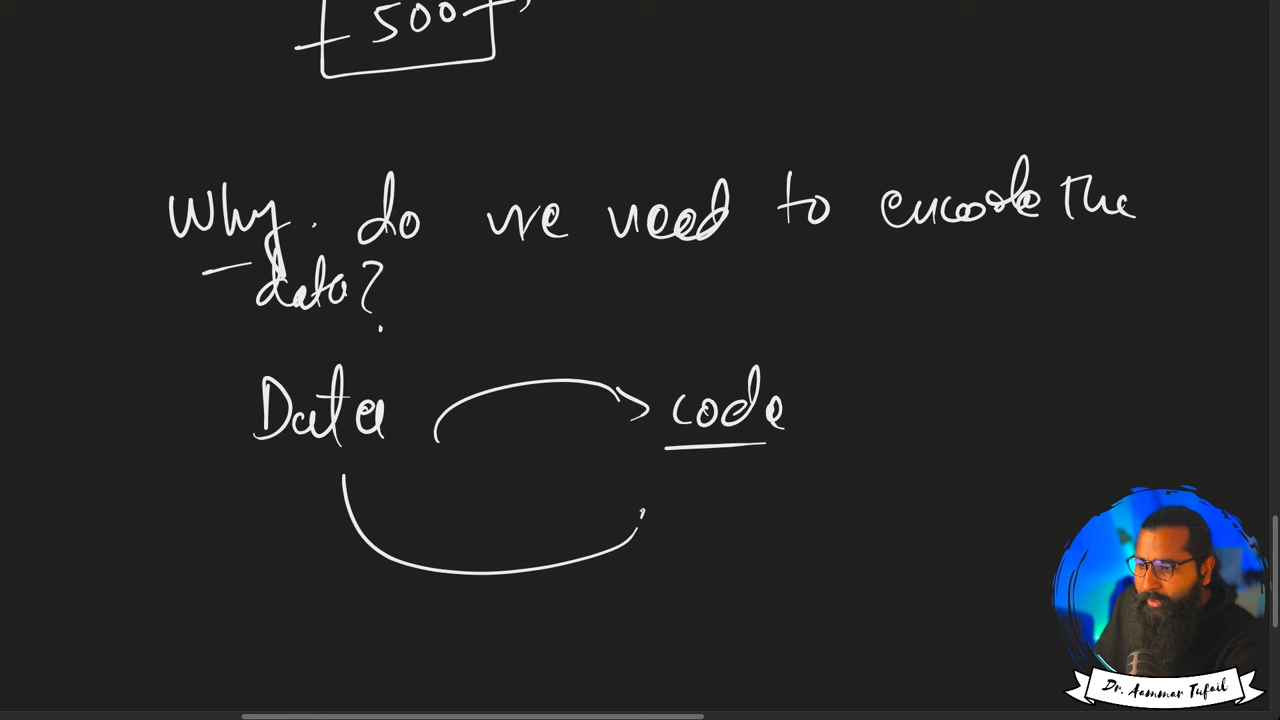 500
Why do we need to encode the
data?
Data code
Dr. Aammar Tufail